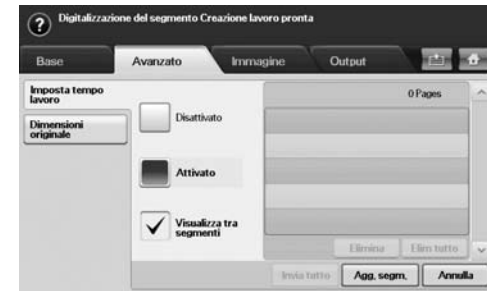 ? Digitalizzazione del segmento Creazione lavoro pronta
Base Avanzato Immagine Output
Imposta tempo
lavoro
Dimensioni
originale
Disattivato
Attivato
Visualizza tra
segmenti
0 Pages
Elimina Elim tutto
Invia tutto Agg. segm. Annulla